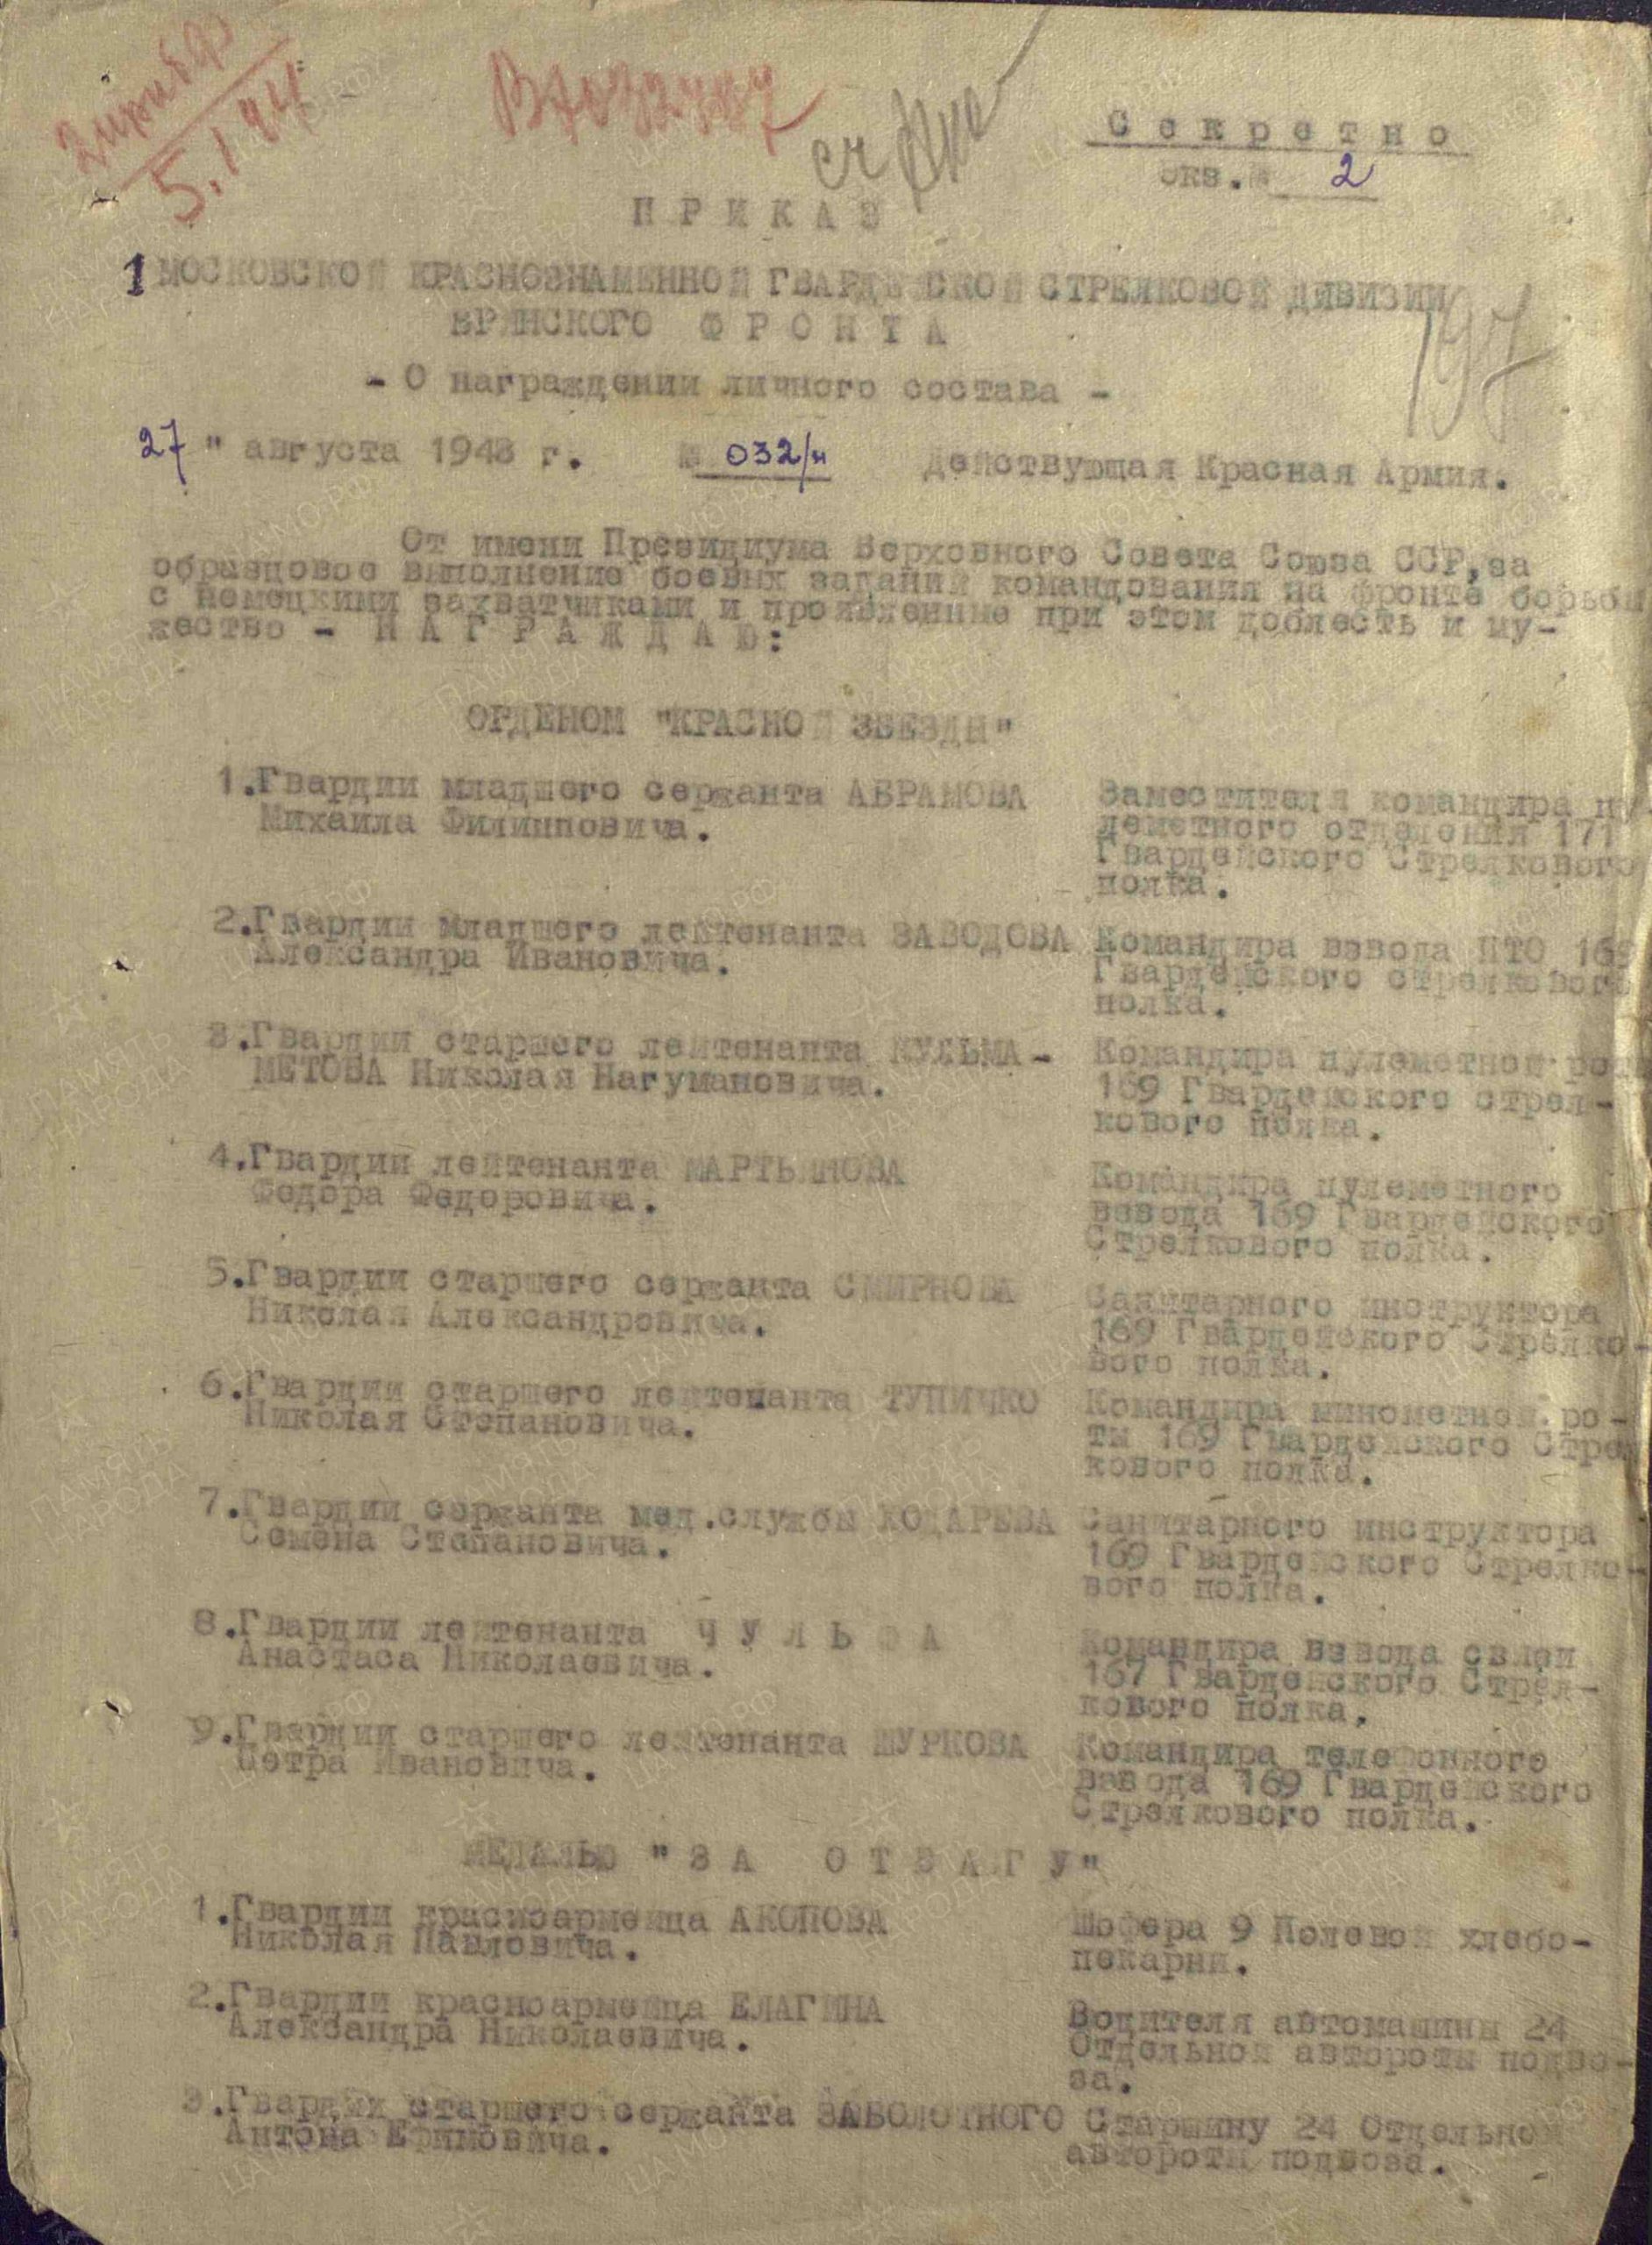 5.1.44
Секретно
Экз.№ 2
ПРИКАЗ
1 МОСКОВСКОЙ КРАСНОЗНАМЕННОЙ ГВАРДЕЙСКОЙ СТРЕЛКОВОЙ ДИВИЗИИ
БРЯНСКОГО ФРОНТА
197
- О награждении личного состава -
27 " августа 1943 г. № 032/н Действующая Красная Армия.
От имени Президиума Верховного Совета Союза ССР, за
образцовое выполнение боевых заданий командования на фронте борьбы
с немецкими захватчиками и проявленные при этом доблесть и му-
жество - НАГРАЖДАЮ:
ОРДЕНОМ "КРАСНОЙ ЗВЕЗДЫ"
1.Гвардии младшего сержанта АБРАМОВА
Михаила Филипповича.
Заместителя командира пу
леметного отделения 171
Гвардейского Стрелкового
полка.
2.Гвардии младшего лейтенанта ЗАВОДОВА
Александра Ивановича.
Командира взвода ПТО 169
Гвардейского стрелкового
полка.
3.Гвардии старшего лейтенанта КУЛЬМА-
МЕТОВА Николая Нагумановича.
Командира пулеметной ро
169 Гвардейского стрел-
кового полка.
4.Гвардии лейтенанта МАРТЫНОВА
Федора Федоровича.
Командира пулеметного
взвода 169 Гвардейского
Стрелкового полка.
5.Гвардии старшего сержанта СМИРНОВА
Николая Александровича.
Санитарного инструктора
169 Гвардейского Стрелко-
вого полка.
6.Гвардии старшего лейтенанта ТУПИЧКО
Николая Степановича.
Командира минометной ро-
ты 169 Гвардейского Стрел
кового полка.
7.Гвардии сержанта мед.службы КОДАРЕВА
Семена Степановича.
Санитарного инструктора
169 Гвардейского Стрелко-
вого полка.
8.Гвардии лейтенанта ЧУЛЬФА
Анастаса Николаевича.
Командира взвода связи
167 Гвардейского Стрел-
кового полка.
9.Гвардии старшего лейтенанта ШУРКОВА
Петра Ивановича.
Командира телефонного
взвода 169 Гвардейского
Стрелкового полка.
МЕДАЛЬЮ "ЗА ОТВАГУ"
1.Гвардии красноармейца АКОПОВА
Николая Павловича.
Шофера 9 Полевой хлебо-
пекарни.
2.Гвардии красноармейца ЕЛАГИНА
Александра Николаевича.
Водителя автомашины 24
Отдельной автороты подво-
за.
3.Гвардии старшего сержанта ЗАБОЛОТНОГО
Антона Ефимовича.
Старшину 24 Отдельной
автороты подвоза.